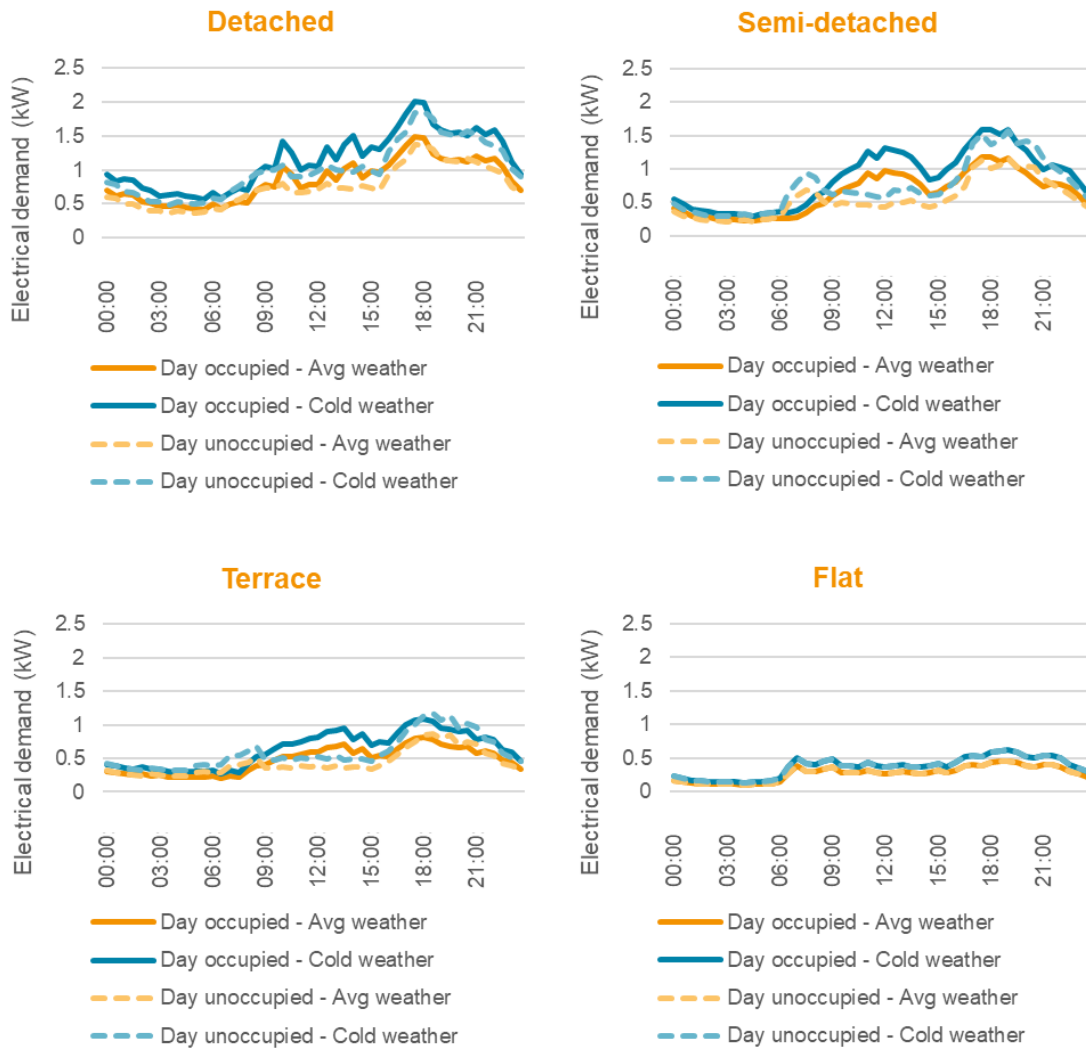 Detached
Electrical demand (kW)
2.5
2
1.5
1
0.5
0
00:00
03:00
06:00
09:00
12:00
15:00
18:00
21:00
Day occupied - Avg weather
Day occupied - Cold weather
Day unoccupied - Avg weather
Day unoccupied - Cold weather
Semi-detached
Electrical demand (kW)
2.5
2
1.5
1
0.5
0
00:00
03:00
06:00
09:00
12:00
15:00
18:00
21:00
Day occupied - Avg weather
Day occupied - Cold weather
Day unoccupied - Avg weather
Day unoccupied - Cold weather
Terrace
Electrical demand (kW)
2.5
2
1.5
1
0.5
0
00:00
03:00
06:00
09:00
12:00
15:00
18:00
21:00
Day occupied - Avg weather
Day occupied - Cold weather
Day unoccupied - Avg weather
Day unoccupied - Cold weather
Flat
Electrical demand (kW)
2.5
2
1.5
1
0.5
0
00:00
03:00
06:00
09:00
12:00
15:00
18:00
21:00
Day occupied - Avg weather
Day occupied - Cold weather
Day unoccupied - Avg weather
Day unoccupied - Cold weather